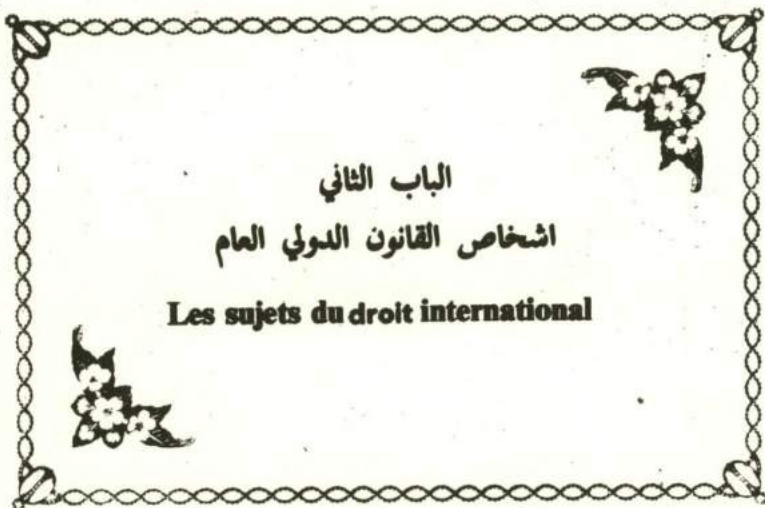 الباب الثاني
اشخاص القانون الدولي العام
Les sujets du droit international